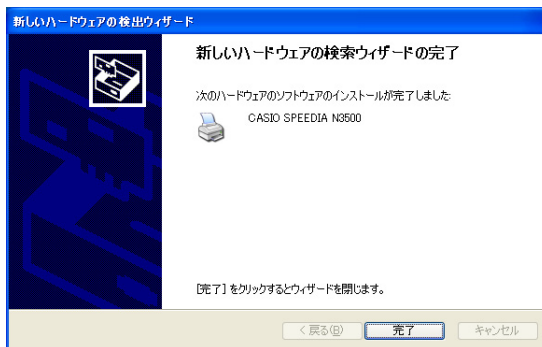 新しいハードウェアの検出ウィザード
新しいハードウェアの検索ウィザードの完了
次のハードウェアのソフトウェアのインストールが完了しました
CASIO SPEEDIA N3500
[完了] をクリックするとウィザードを閉じます。
< 戻る(B) 完了 キャンセル